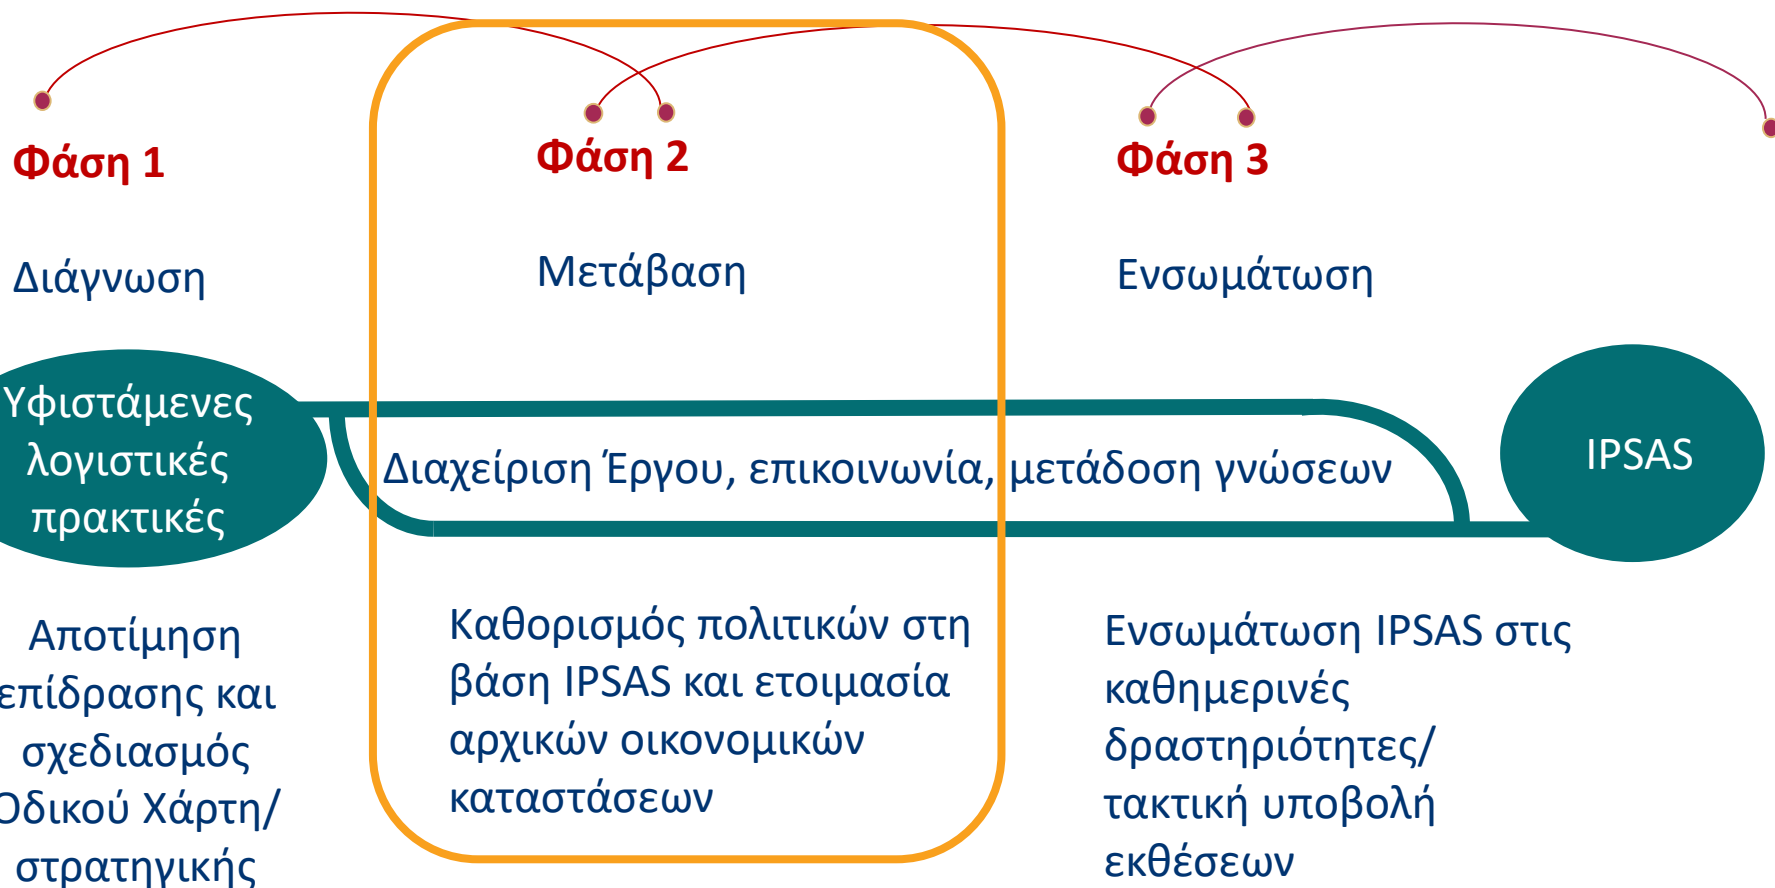 Φάση 1
Διάγνωση
Φάση 2
Μετάβαση
Φάση 3
Ενσωμάτωση
Υφιστάμενες
λογιστικές
πρακτικές
Διαχείριση Έργου, επικοινωνία, μετάδοση γνώσεων
IPSAS
Αποτίμηση
επίδρασης και
σχεδιασμός
Οδικού Χάρτη/
στρατηγικής
Καθορισμός πολιτικών στη
βάση IPSAS και ετοιμασία
αρχικών οικονομικών
καταστάσεων
Ενσωμάτωση IPSAS στις
καθημερινές
δραστηριότητες/
τακτική υποβολή
εκθέσεων